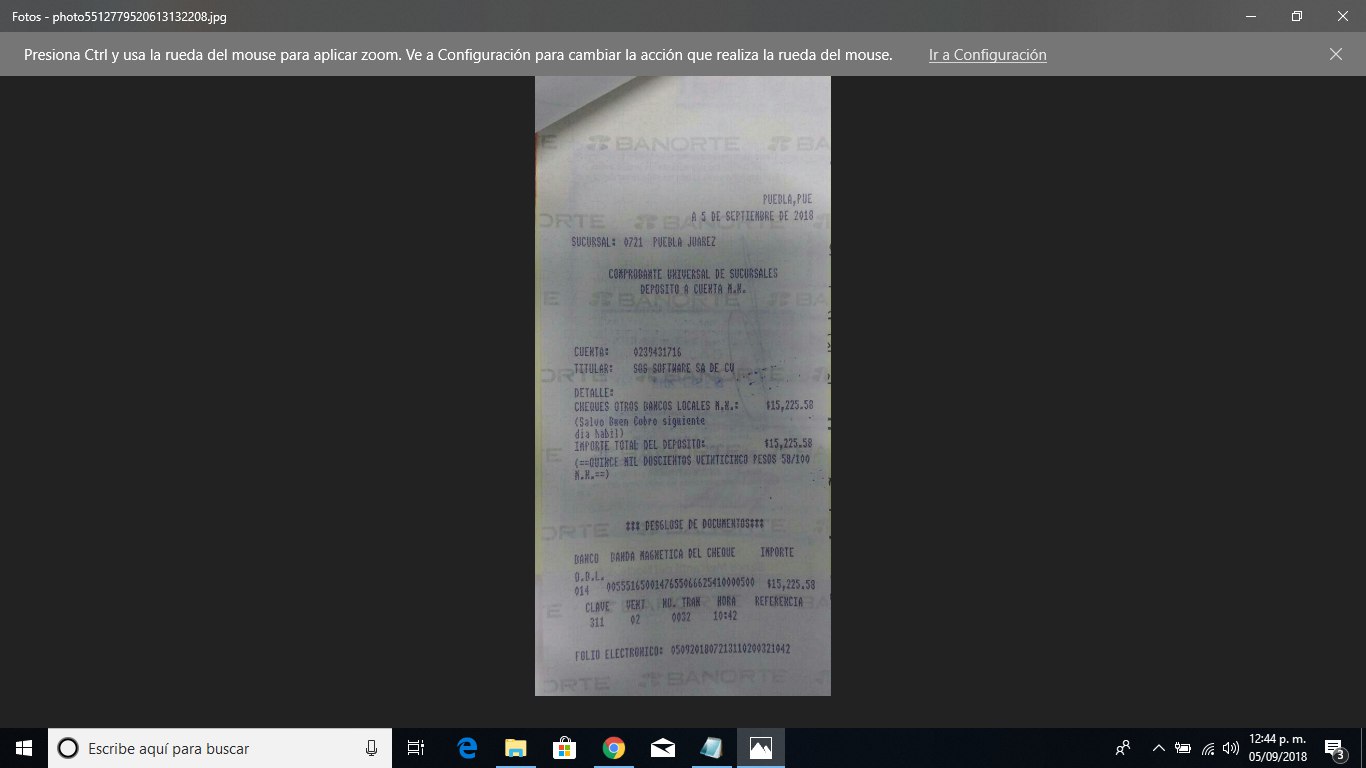 Fotos - photo5512779520613132208.jpg
Presiona Ctrl y usa la rueda del mouse para aplicar zoom. Ve a Configuración para cambiar la acción que realiza la rueda del mouse. Ir a Configuración
BANORTE
PUEBLA,PUE
A 5 DE SEPTIEMBRE DE 2018
SUCURSAL: 0721 PUEBLA JUAREZ
COMPROBANTE UNIVERSAL DE SUCURSALES
DEPOSITO A CUENTA M.N.
CUENTA: 0239431716
TITULAR: SOS SOFTWARE SA DE CV
DETALLE:
CHEQUES OTROS BANCOS LOCALES M.N.: $15,225.58
(Salvo Buen Cobro siguiente
dia habil)
IMPORTE TOTAL DEL DEPOSITO: $15,225.58
(==QUINCE MIL DOSCIENTOS VEINTICINCO PESOS 58/100
M.N.==)
*** DESGLOSE DE DOCUMENTOS***
BANCO BANDA MAGNETICA DEL CHEQUE IMPORTE
O.B.L.
014 $15,225.58
CLAVE VENT NU. TRAN HORA REFERENCIA
311 02 0032 10:42
FOLIO ELECTRONICO: 0509201807213110200321042
BANORTE
Escribe aquí para buscar
12:44 p. m.
05/09/2018
3